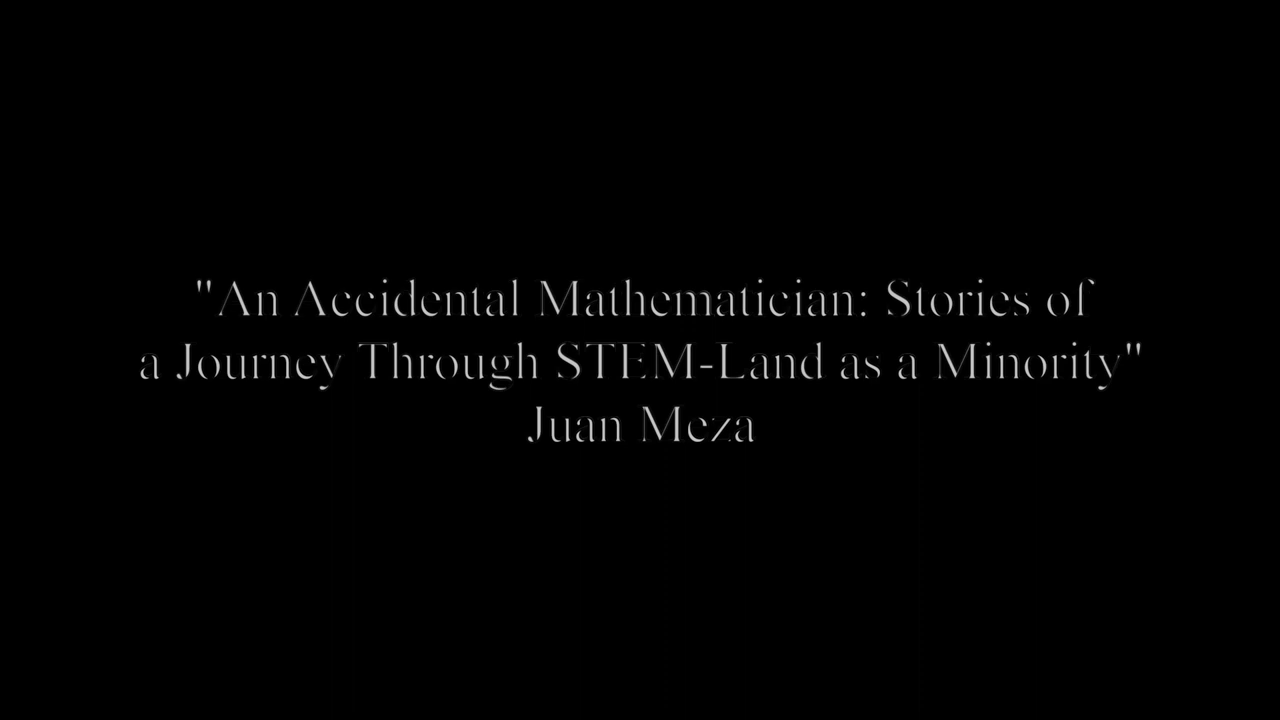 "An Accidental Mathematician: Stories of
a Journey Through STEM-Land as a Minority"
Juan Meza